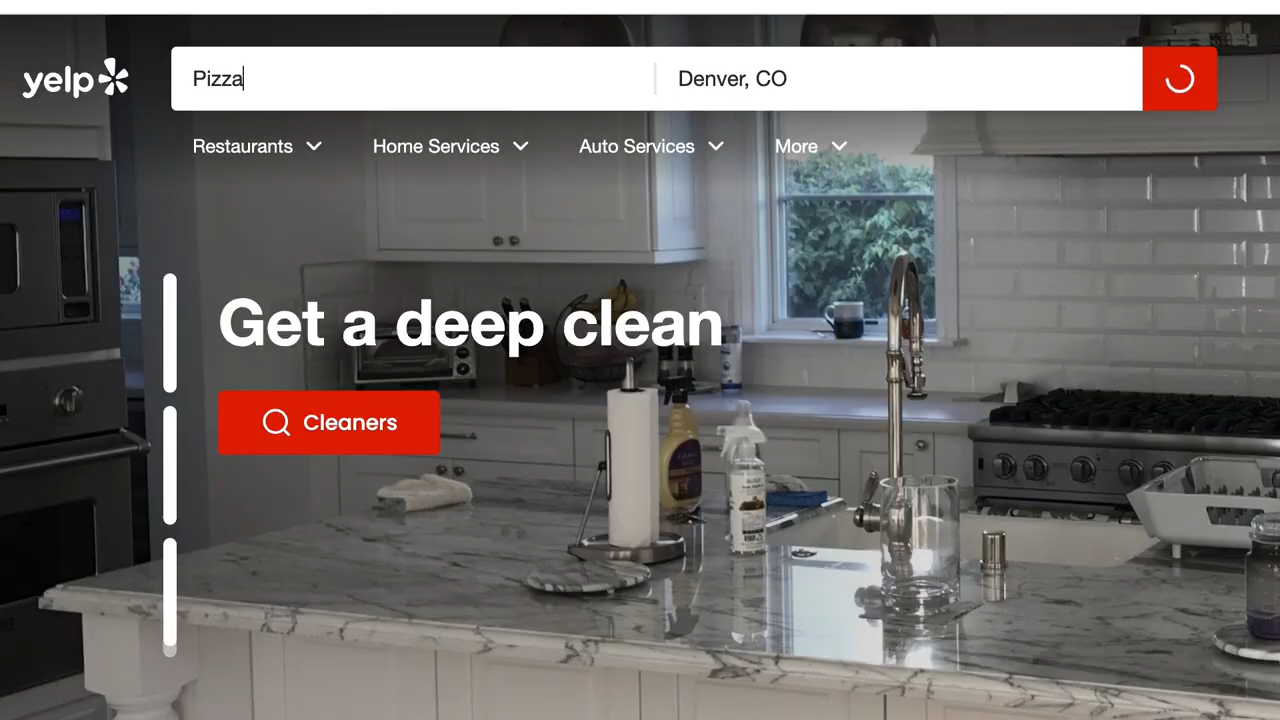 yelp
Pizza
Denver, CO
Restaurants
Home Services
Auto Services
More
Get a deep clean
Cleaners